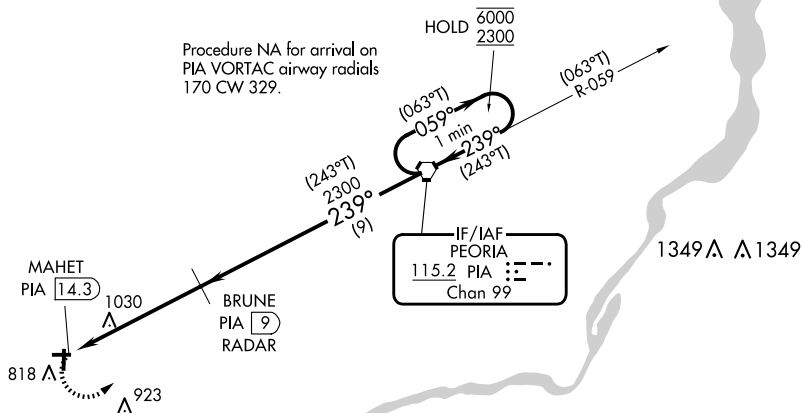 HOLD 6000
2300
Procedure NA for arrival on
PIA VORTAC airway radials
170 CW 329.
(063°T)
R-059
(063°T)
059°
1 min
239°
(243°T)
(243°T)
2300
239°
(9)
IF/IAF
PEORIA
115.2 PIA
Chan 99
1349 1349
MAHET
PIA 14.3
1030
BRUNE
PIA 9
RADAR
818
923